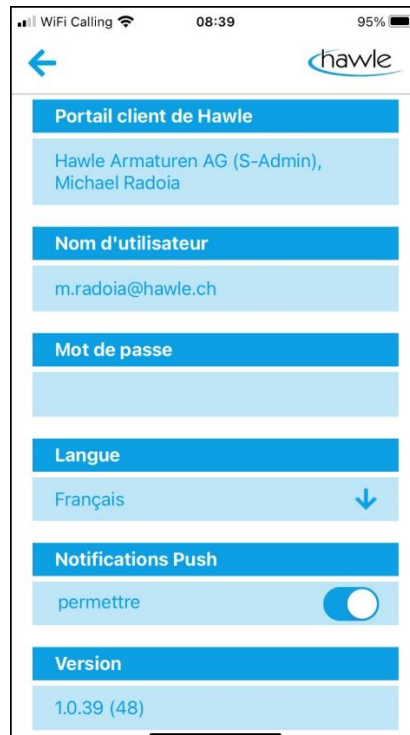 WiFi Calling 08:39 95%
hawle
Portail client de Hawle
Hawle Armaturen AG (S-Admin),
Michael Radoia
Nom d'utilisateur
m.radoia@hawle.ch
Mot de passe
Langue
Français
Notifications Push
permettre
Version
1.0.39 (48)